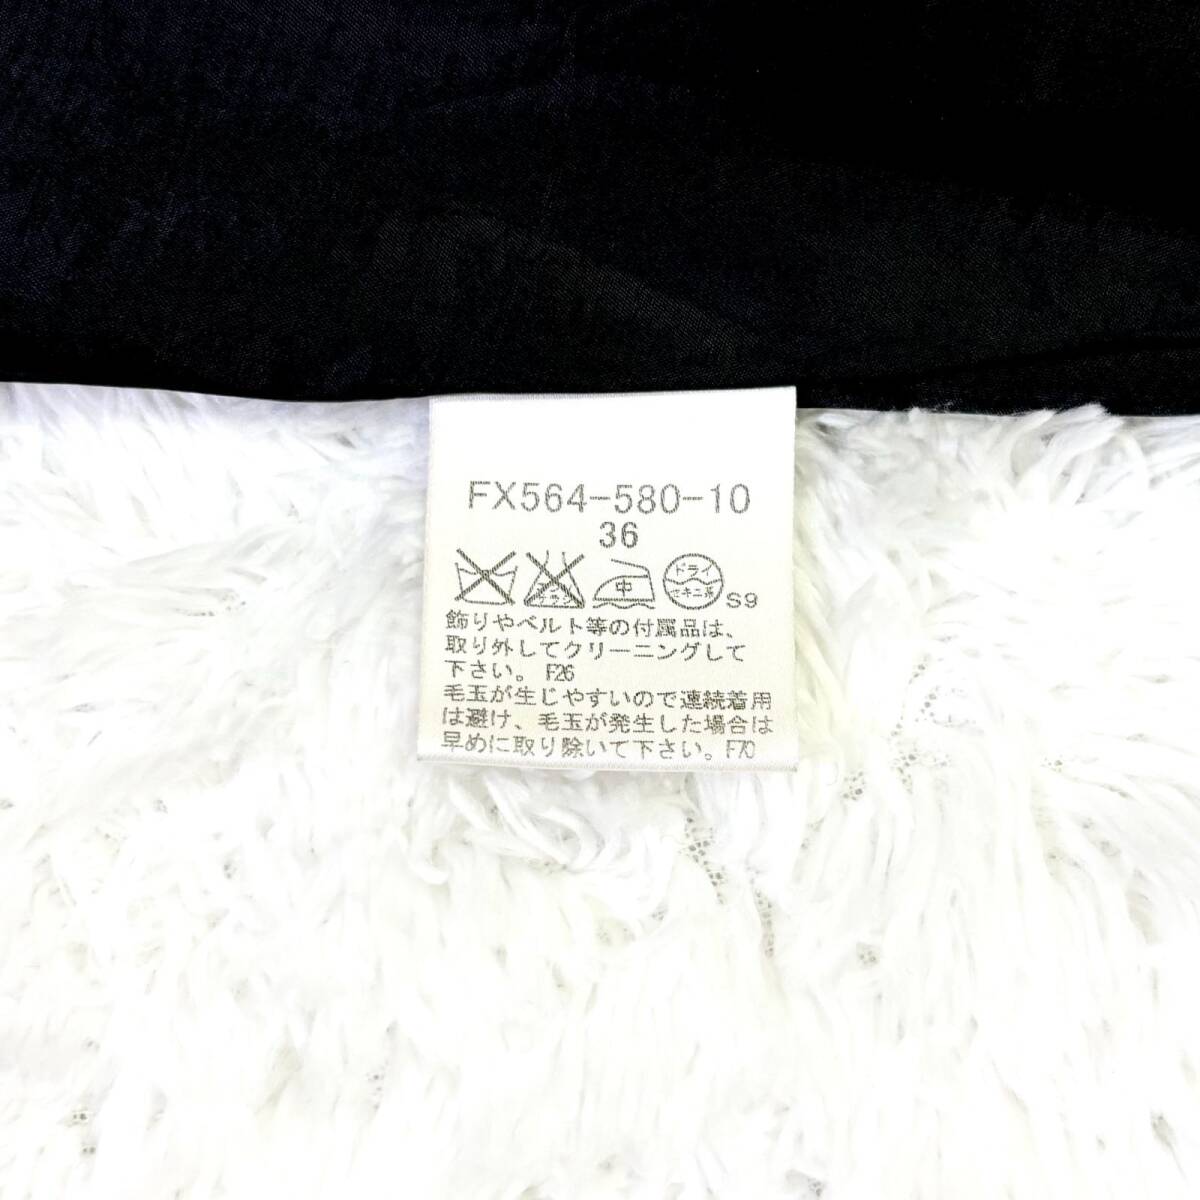 FX564-580-10
36
中
ドライ
セキユ系
S9
飾りやベルト等の付属品は、
取り外してクリーニングして
下さい。 F26
毛玉が生じやすいので連続着用
は避け、毛玉が発生した場合は
早めに取り除いて下さい。F70